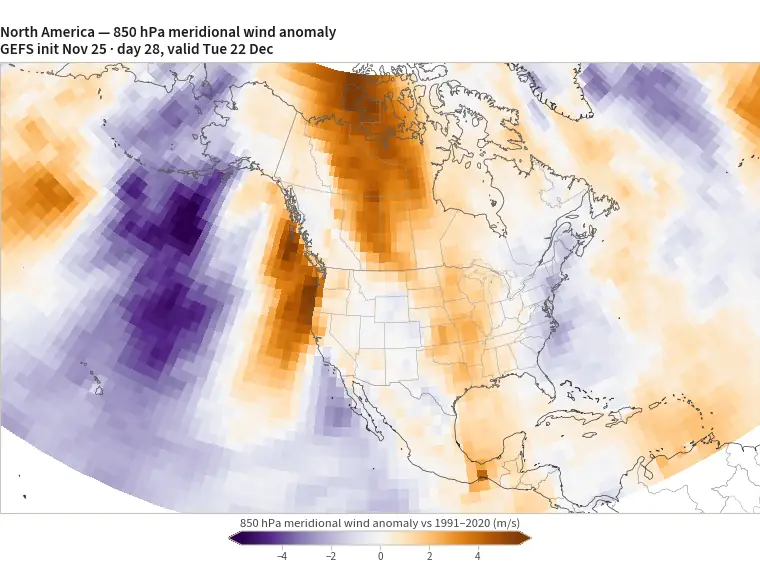 North America — 850 hPa meridional wind anomaly
GEFS init Nov 25 · day 28, valid Tue 22 Dec
850 hPa meridional wind anomaly vs 1991–2020 (m/s)
−4 −2 0 2 4